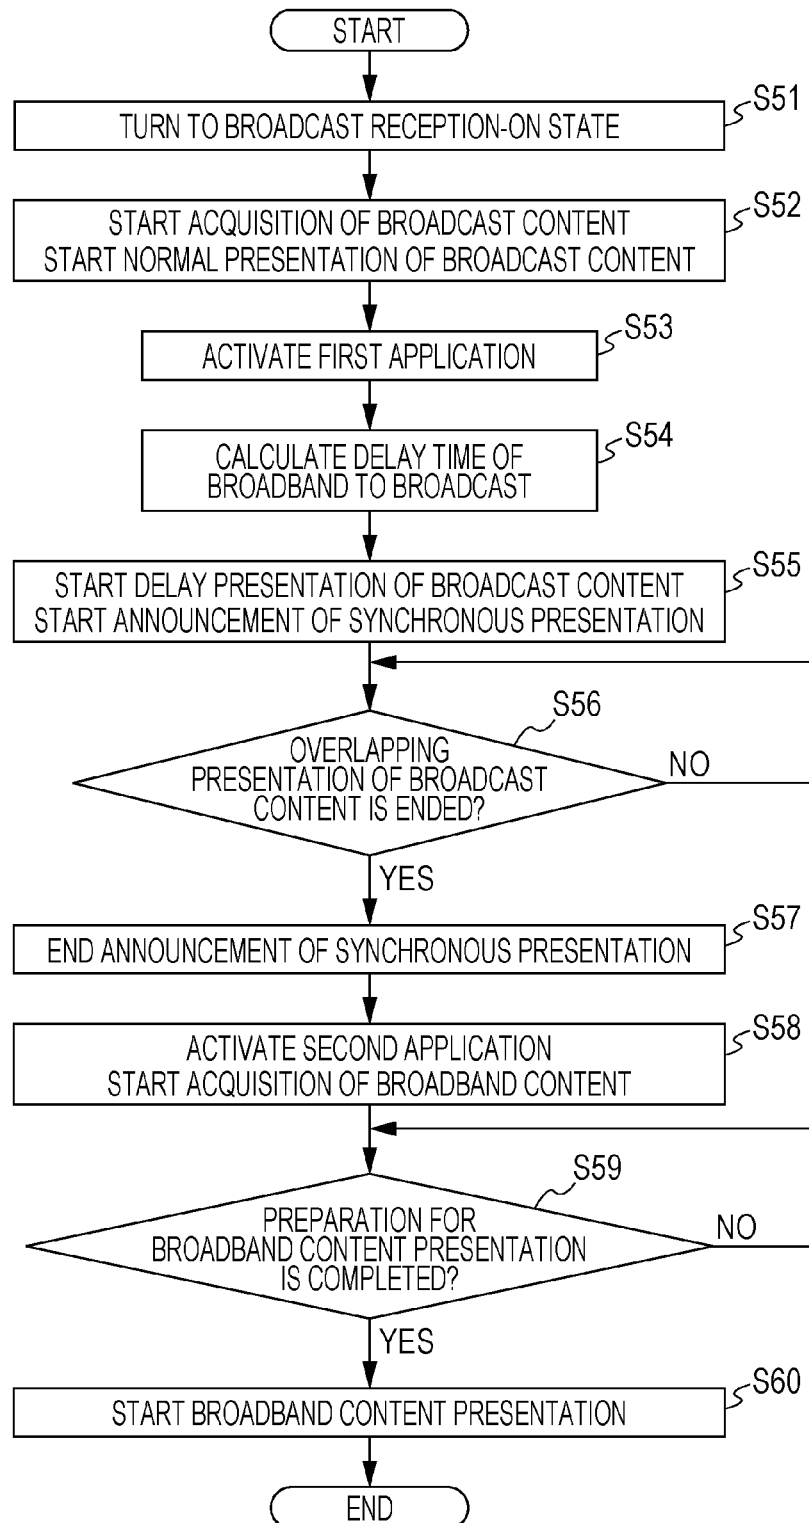 START
S51
TURN TO BROADCAST RECEPTION-ON STATE
S52
START ACQUISITION OF BROADCAST CONTENT
START NORMAL PRESENTATION OF BROADCAST CONTENT
S53
ACTIVATE FIRST APPLICATION
S54
CALCULATE DELAY TIME OF
BROADBAND TO BROADCAST
S55
START DELAY PRESENTATION OF BROADCAST CONTENT
START ANNOUNCEMENT OF SYNCHRONOUS PRESENTATION
S56
OVERLAPPING
PRESENTATION OF BROADCAST
CONTENT IS ENDED?
NO
YES
S57
END ANNOUNCEMENT OF SYNCHRONOUS PRESENTATION
S58
ACTIVATE SECOND APPLICATION
START ACQUISITION OF BROADBAND CONTENT
S59
PREPARATION FOR
BROADBAND CONTENT PRESENTATION
IS COMPLETED?
NO
YES
S60
START BROADBAND CONTENT PRESENTATION
END